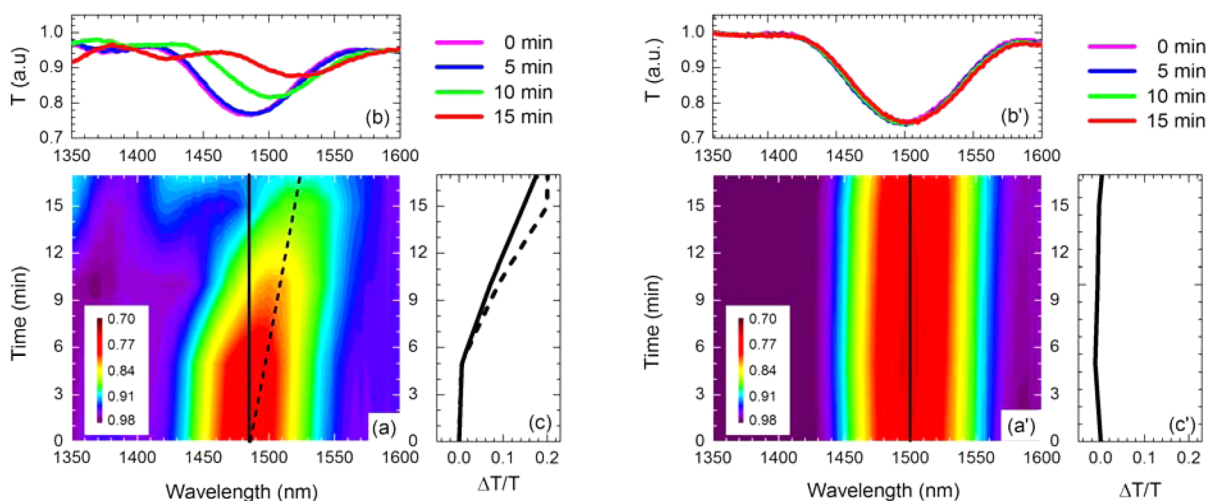 T (a.u)
1.0
0.9
0.8
0.7
(b)
1350 1400 1450 1500 1550 1600
0 min
5 min
10 min
15 min
Time (min)
15
12
9
6
3
0
0.70
0.77
0.84
0.91
0.98
(a)
1350 1400 1450 1500 1550 1600
Wavelength (nm)
(c)
0.0 0.1 0.2
ΔT/T
T (a.u.)
1.0
0.9
0.8
0.7
(b')
1350 1400 1450 1500 1550 1600
0 min
5 min
10 min
15 min
Time (min)
15
12
9
6
3
0
0.70
0.77
0.84
0.91
0.98
(a')
1350 1400 1450 1500 1550 1600
Wavelength (nm)
15
12
9
6
3
0
(c')
0.0 0.1 0.2
ΔT/T